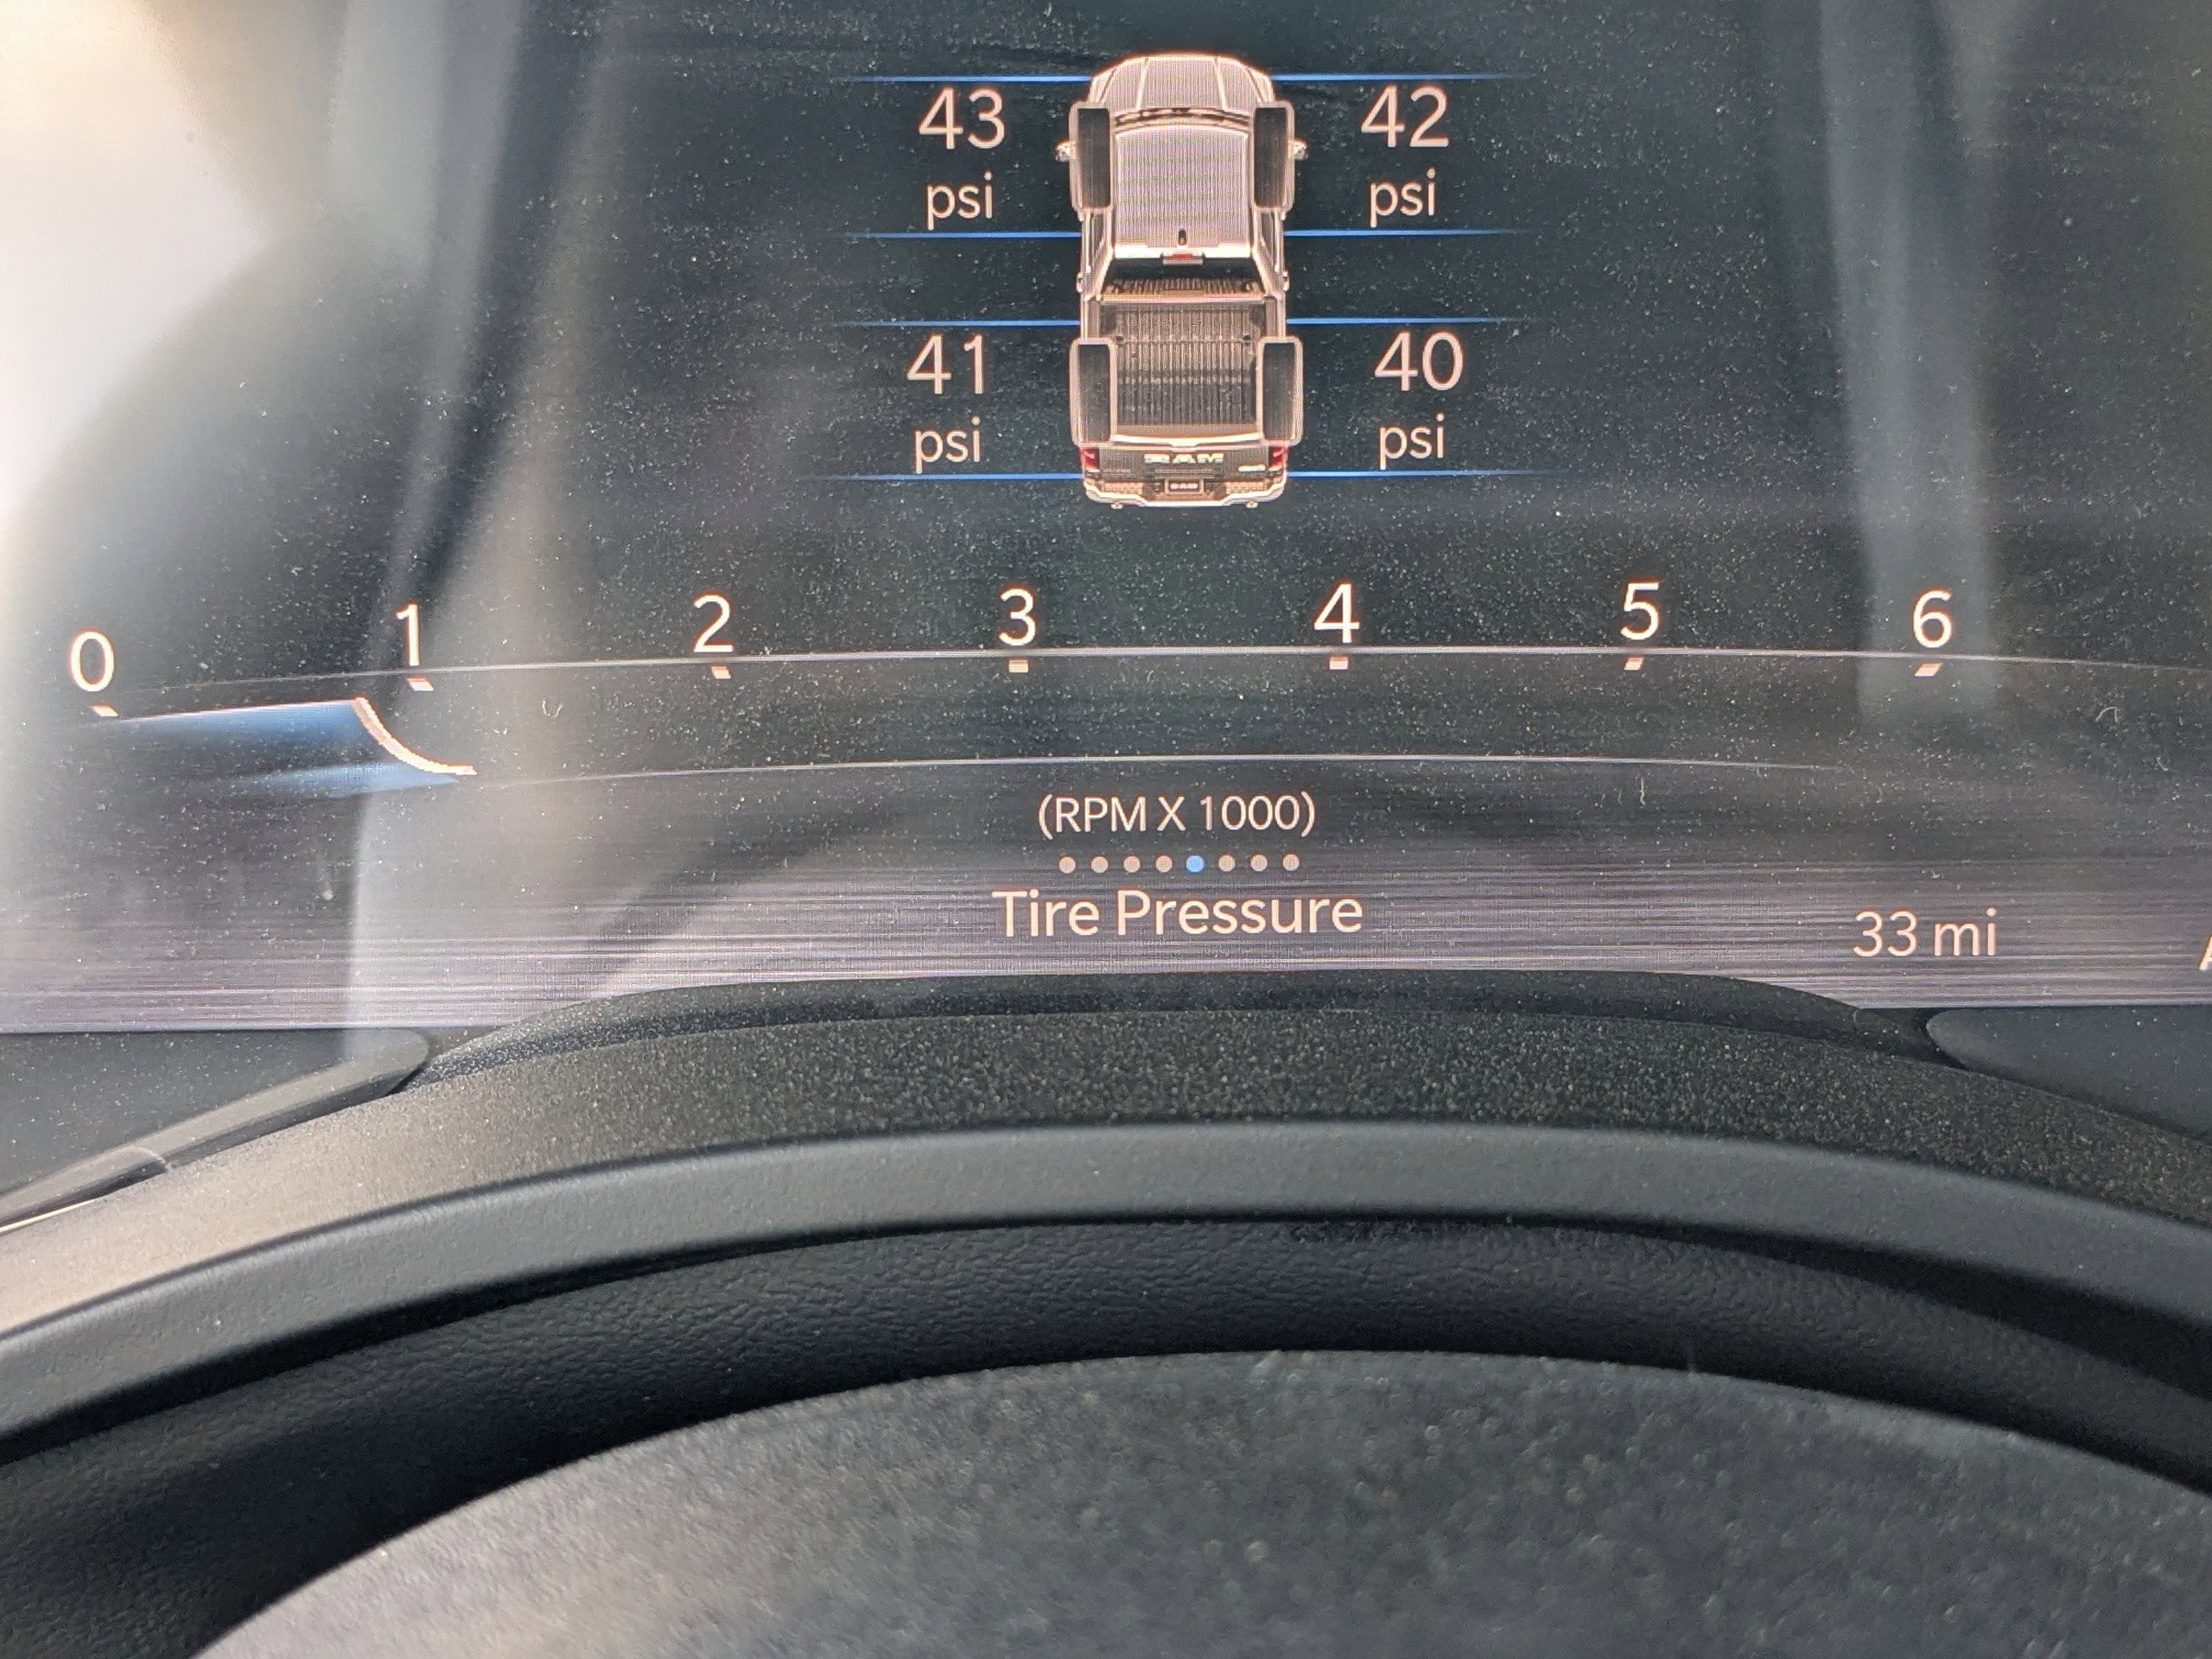 43 42
psi psi
41 40
psi psi
RAM
0 1 2 3 4 5 6
(RPM X 1000)
Tire Pressure
33 mi